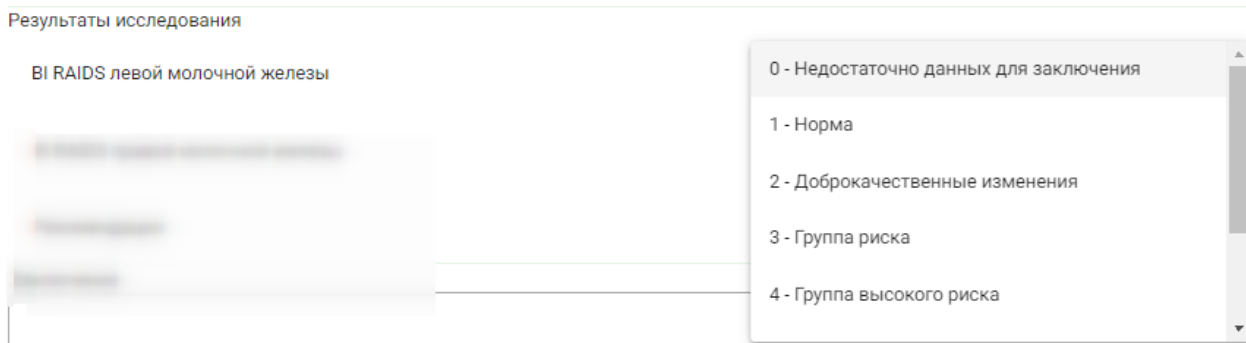 Результаты исследования
BI RAIDS левой молочной железы
0 - Недостаточно данных для заключения
1 - Норма
2 - Доброкачественные изменения
3 - Группа риска
4 - Группа высокого риска